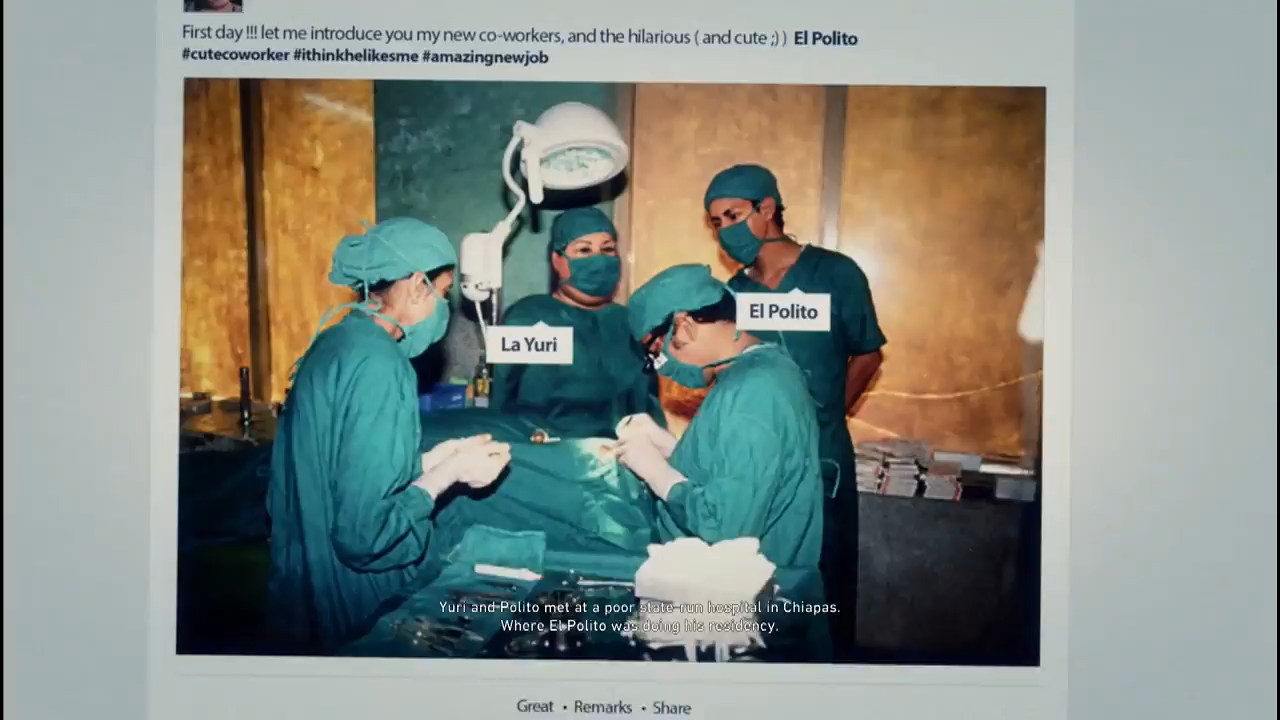 First day !!! let me introduce you my new co-workers, and the hilarious ( and cute ;) ) El Polito
#cutecoworker #ithinkhelikesme #amazingnewjob
El Polito
La Yuri
Yuri and Polito met at a poor state-run hospital in Chiapas.
Where El Polito was doing his residency.
Great • Remarks • Share